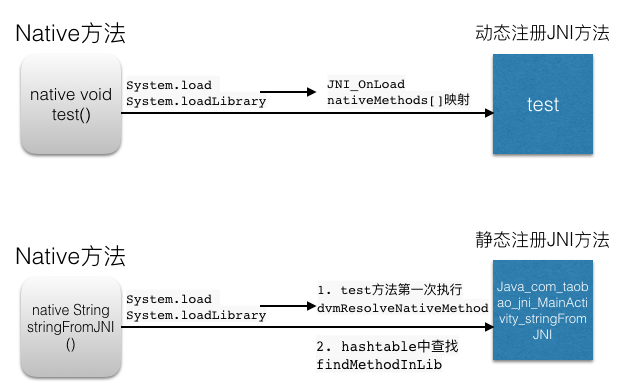 Native方法
动态注册JNI方法
native void
test()
System.load
System.loadLibrary
JNI_OnLoad
nativeMethods[]映射
test
Native方法
静态注册JNI方法
native String
stringFromJNI
()
System.load
System.loadLibrary
1. test方法第一次执行
dvmResolveNativeMethod
2. hashtable中查找
findMethodInLib
Java_com_taob
ao_jni_MainActi
vity_stringFrom
JNI